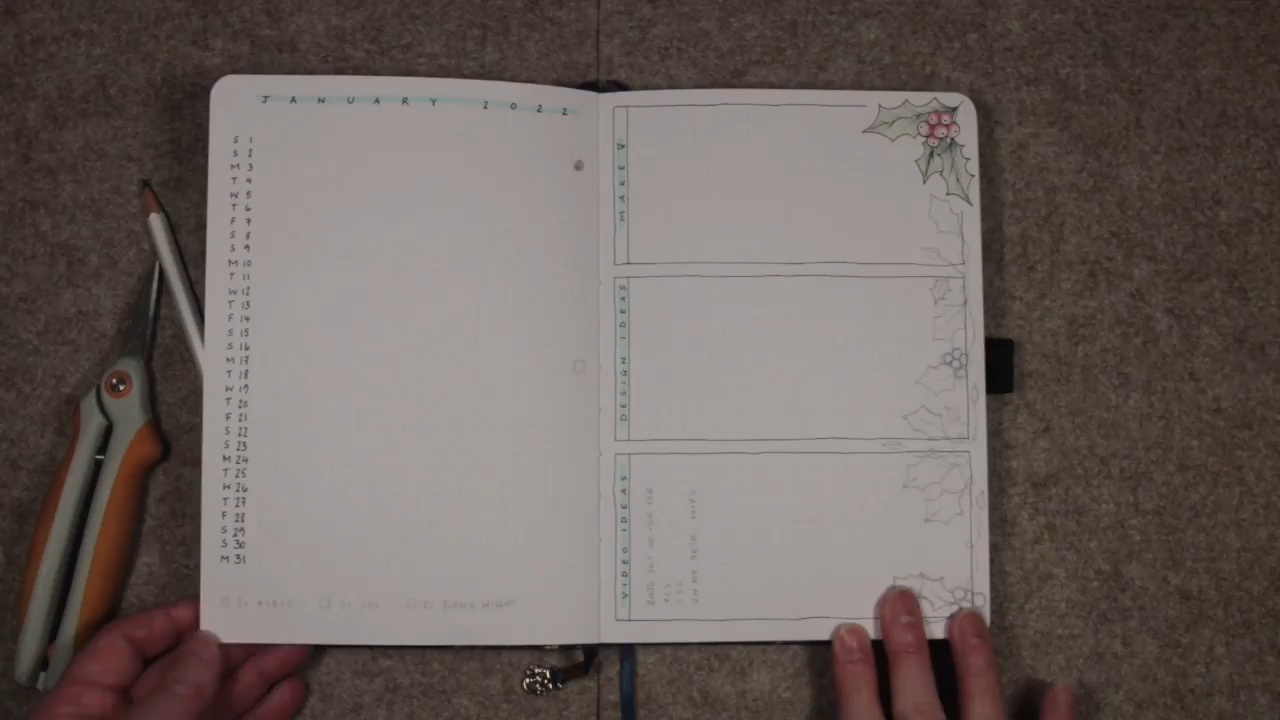 JANUARY 2022
S 1
S 2
M 3
T 4
W 5
T 6
F 7
S 8
S 9
M 10
T 11
W 12
T 13
F 14
S 15
S 16
M 17
T 18
W 19
T 20
F 21
S 22
S 23
M 24
T 25
W 26
T 27
F 28
S 29
S 30
M 31
MAKE
DESIGN IDEAS
VIDEO IDEAS